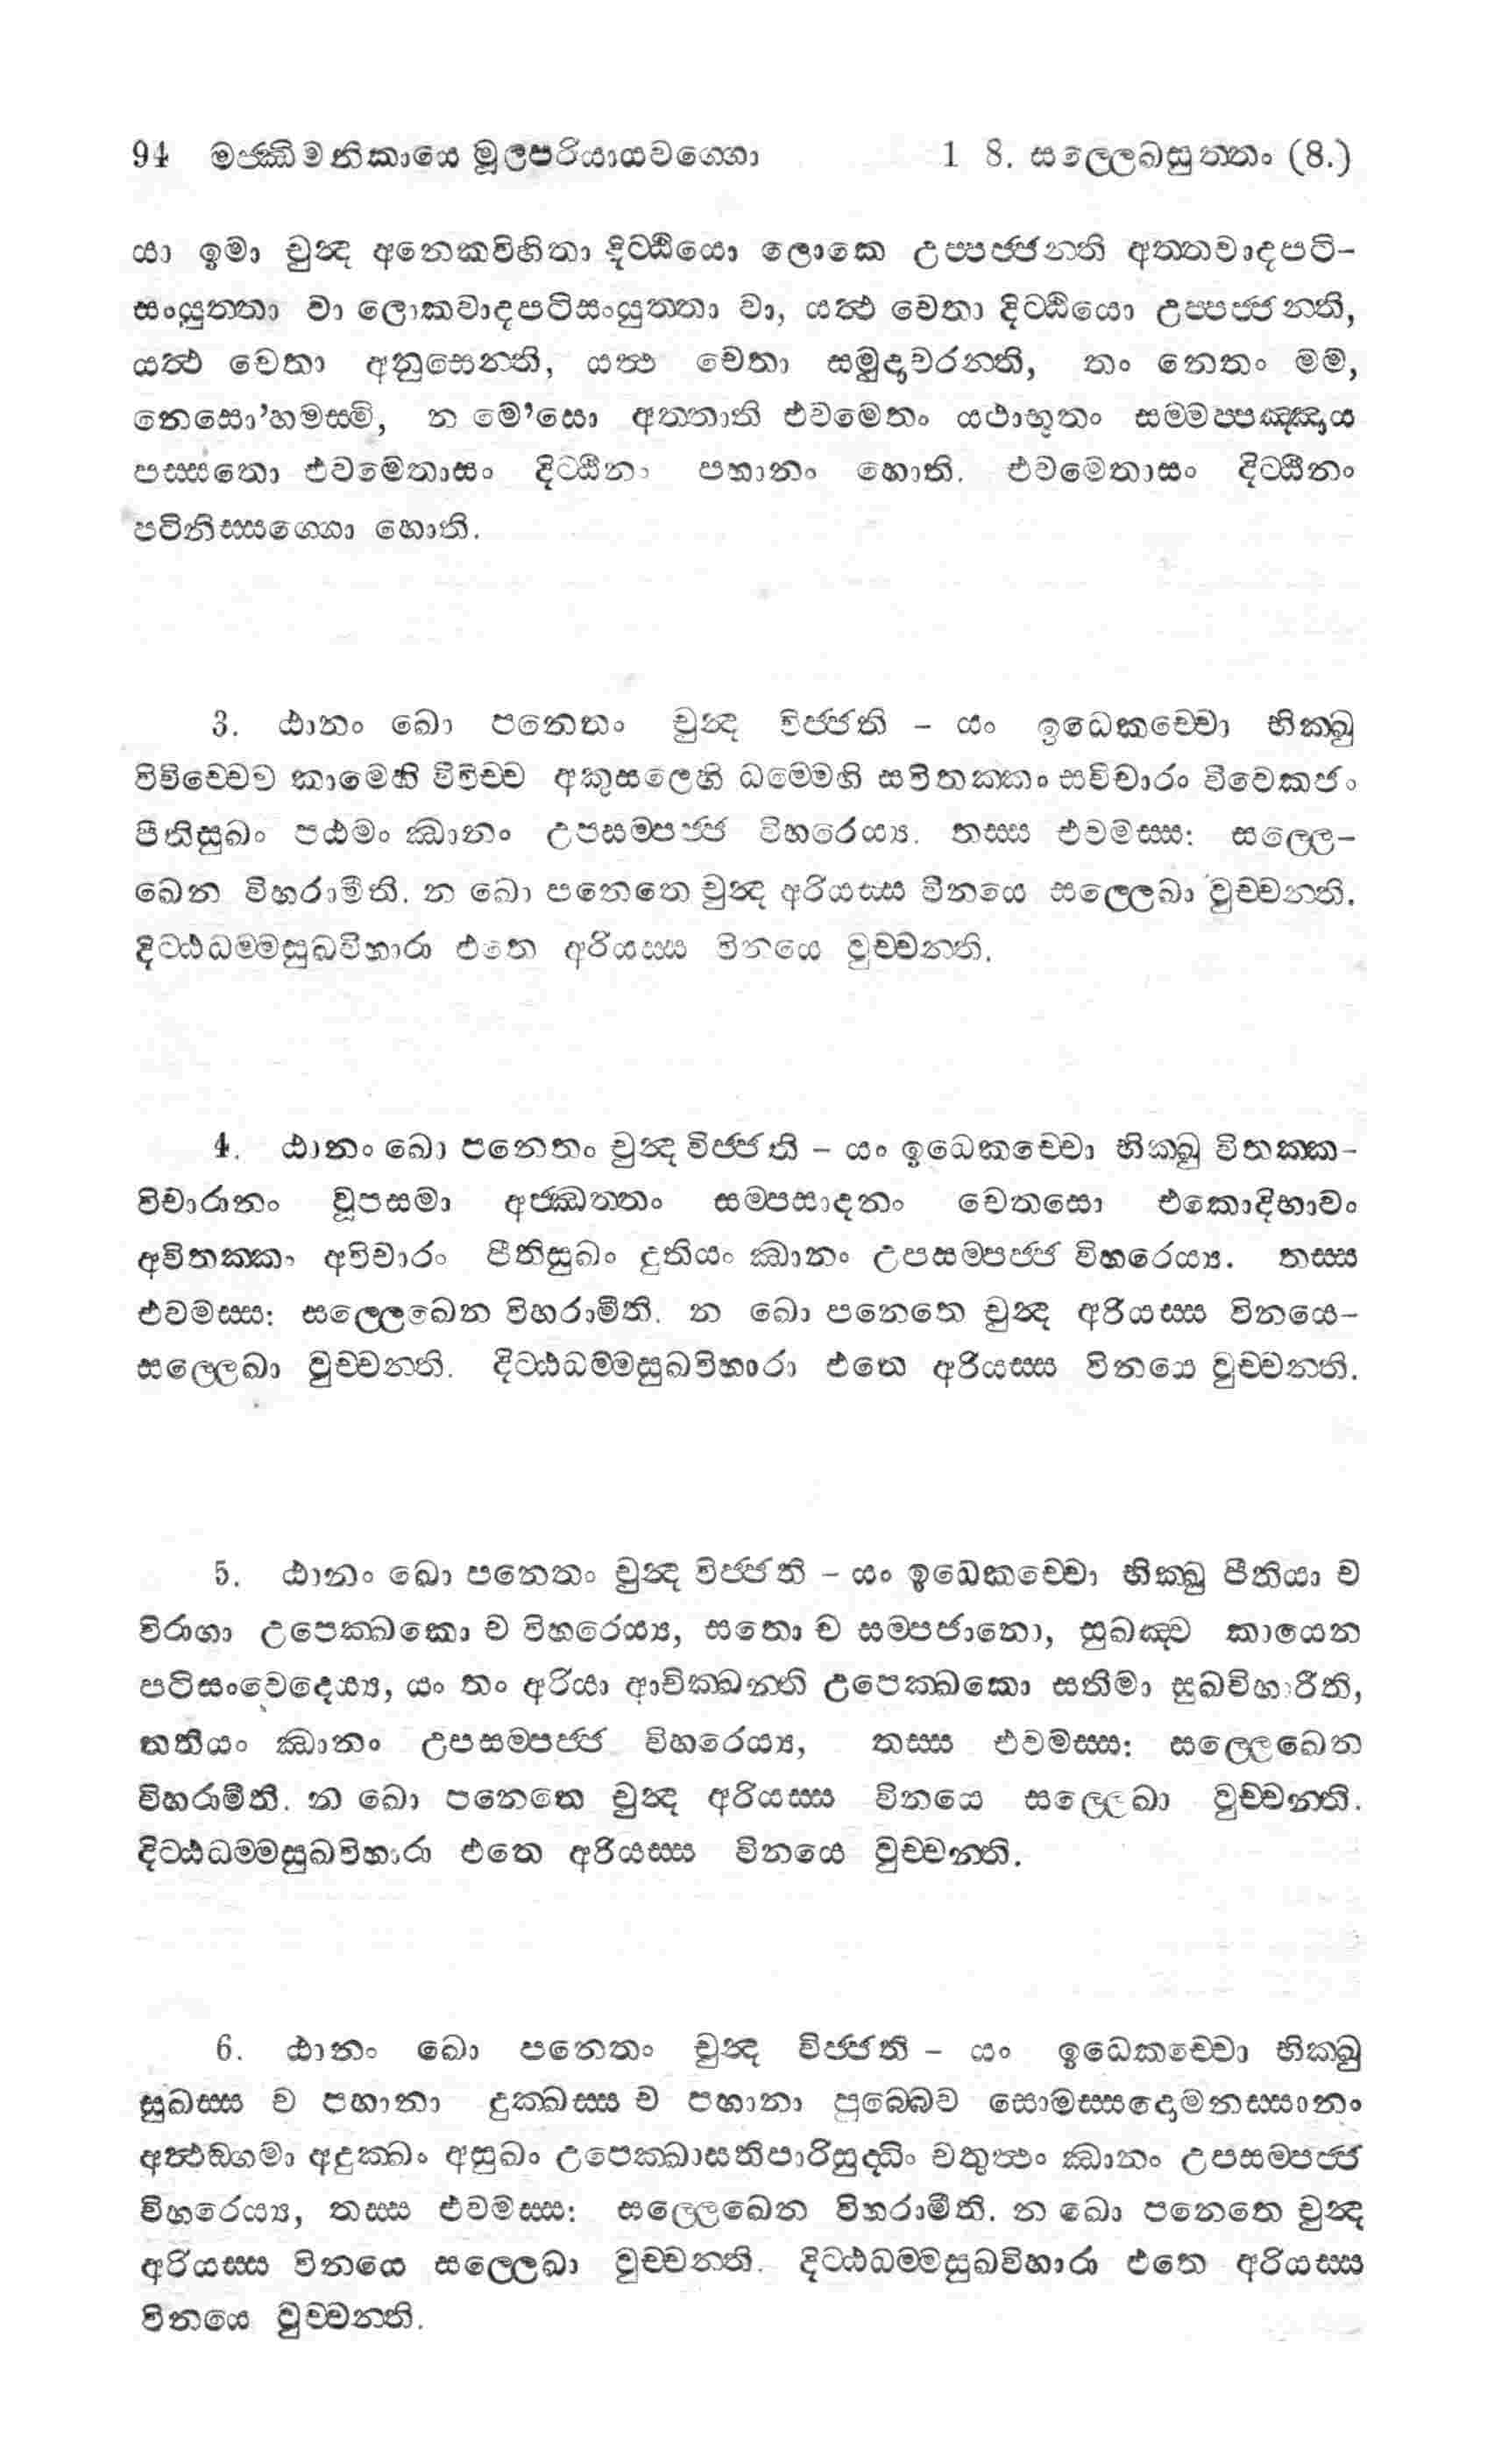 94 මජ්ඣිමනිකායෙ මූලපරියායවග්ගො 1 8. සල්ලෙඛසුත්තං (8.)
යා ඉමා චුන්ද අනෙකවිහිතා දිට්ඨියො ලොකෙ උප්පජ්ජන්ති අත්තවාදපටි-
සංයුත්තා වා ලොකවාදපටිසංයුත්තා වා, යත්ථ චෙතා දිට්ඨියො උප්පජ්ජන්ති,
යත්ථ චෙතා අනුසෙන්ති, යත්ථ චෙතා සමුදාචරන්ති, තං නෙතං මම,
නෙසො’හමස්මි, න මෙ’සො අත්තාති එවමෙතං යථාභූතං සම්මප්පඤ්ඤාය
පස්සතො එවමෙතාසං දිට්ඨීනං පහානං හොති. එවමෙතාසං දිට්ඨීනං
පටිනිස්සග්ගො හොති.
3. ඨානං ඛො පනෙතං චුන්ද විජ්ජති – යං ඉධෙකච්චො භික්ඛු
විවිච්චෙව කාමෙහි විවිච්ච අකුසලෙහි ධම්මෙහි සවිතක්කං සවිචාරං විවෙකජං
පීතිසුඛං පඨමං ඣානං උපසම්පජ්ජ විහරෙය්‍ය. තස්ස එවමස්ස: සල්ලෙ-
ඛෙන විහරාමීති. න ඛො පනෙතෙ චුන්ද අරියස්ස විනයෙ සල්ලෙඛා වුච්චන්ති.
දිට්ඨධම්මසුඛවිහාරා එතෙ අරියස්ස විනයෙ වුච්චන්ති.
4. ඨානං ඛො පනෙතං චුන්ද විජ්ජති – යං ඉධෙකච්චො භික්ඛු විතක්ක-
විචාරානං වූපසමා අජ්ඣත්තං සම්පසාදනං චෙතසො එකොදිභාවං
අවිතක්කං අවිචාරං පීතිසුඛං දුතියං ඣානං උපසම්පජ්ජ විහරෙය්‍ය. තස්ස
එවමස්ස: සල්ලෙඛෙන විහරාමීති. න ඛො පනෙතෙ චුන්ද අරියස්ස විනයෙ-
සල්ලෙඛා වුච්චන්ති. දිට්ඨධම්මසුඛවිහාරා එතෙ අරියස්ස විනයෙ වුච්චන්ති.
5. ඨානං ඛො පනෙතං චුන්ද විජ්ජති – යං ඉධෙකච්චො භික්ඛු පීතියා ච
විරාගා උපෙක්ඛකො ච විහරෙය්‍ය, සතො ච සම්පජානො, සුඛඤ්ච කායෙන
පටිසංවෙදෙය්‍ය, යං තං අරියා ආචික්ඛන්ති උපෙක්ඛකො සතිමා සුඛවිහාරීති,
තතියං ඣානං උපසම්පජ්ජ විහරෙය්‍ය, තස්ස එවමස්ස: සල්ලෙඛෙන
විහරාමීති. න ඛො පනෙතෙ චුන්ද අරියස්ස විනයෙ සල්ලෙඛා වුච්චන්ති.
දිට්ඨධම්මසුඛවිහාරා එතෙ අරියස්ස විනයෙ වුච්චන්ති.
6. ඨානං ඛො පනෙතං චුන්ද විජ්ජති – යං ඉධෙකච්චො භික්ඛු
සුඛස්ස ච පහානා දුක්ඛස්ස ච පහානා පුබ්බෙව සොමනස්සදොමනස්සානං
අත්ථඞ්ගමා අදුක්ඛං අසුඛං උපෙක්ඛාසතිපාරිසුද්ධිං චතුත්ථං ඣානං උපසම්පජ්ජ
විහරෙය්‍ය, තස්ස එවමස්ස: සල්ලෙඛෙන විහරාමීති. න ඛො පනෙතෙ චුන්ද
අරියස්ස විනයෙ සල්ලෙඛා වුච්චන්ති. දිට්ඨධම්මසුඛවිහාරා එතෙ අරියස්ස
විනයෙ වුච්චන්ති.